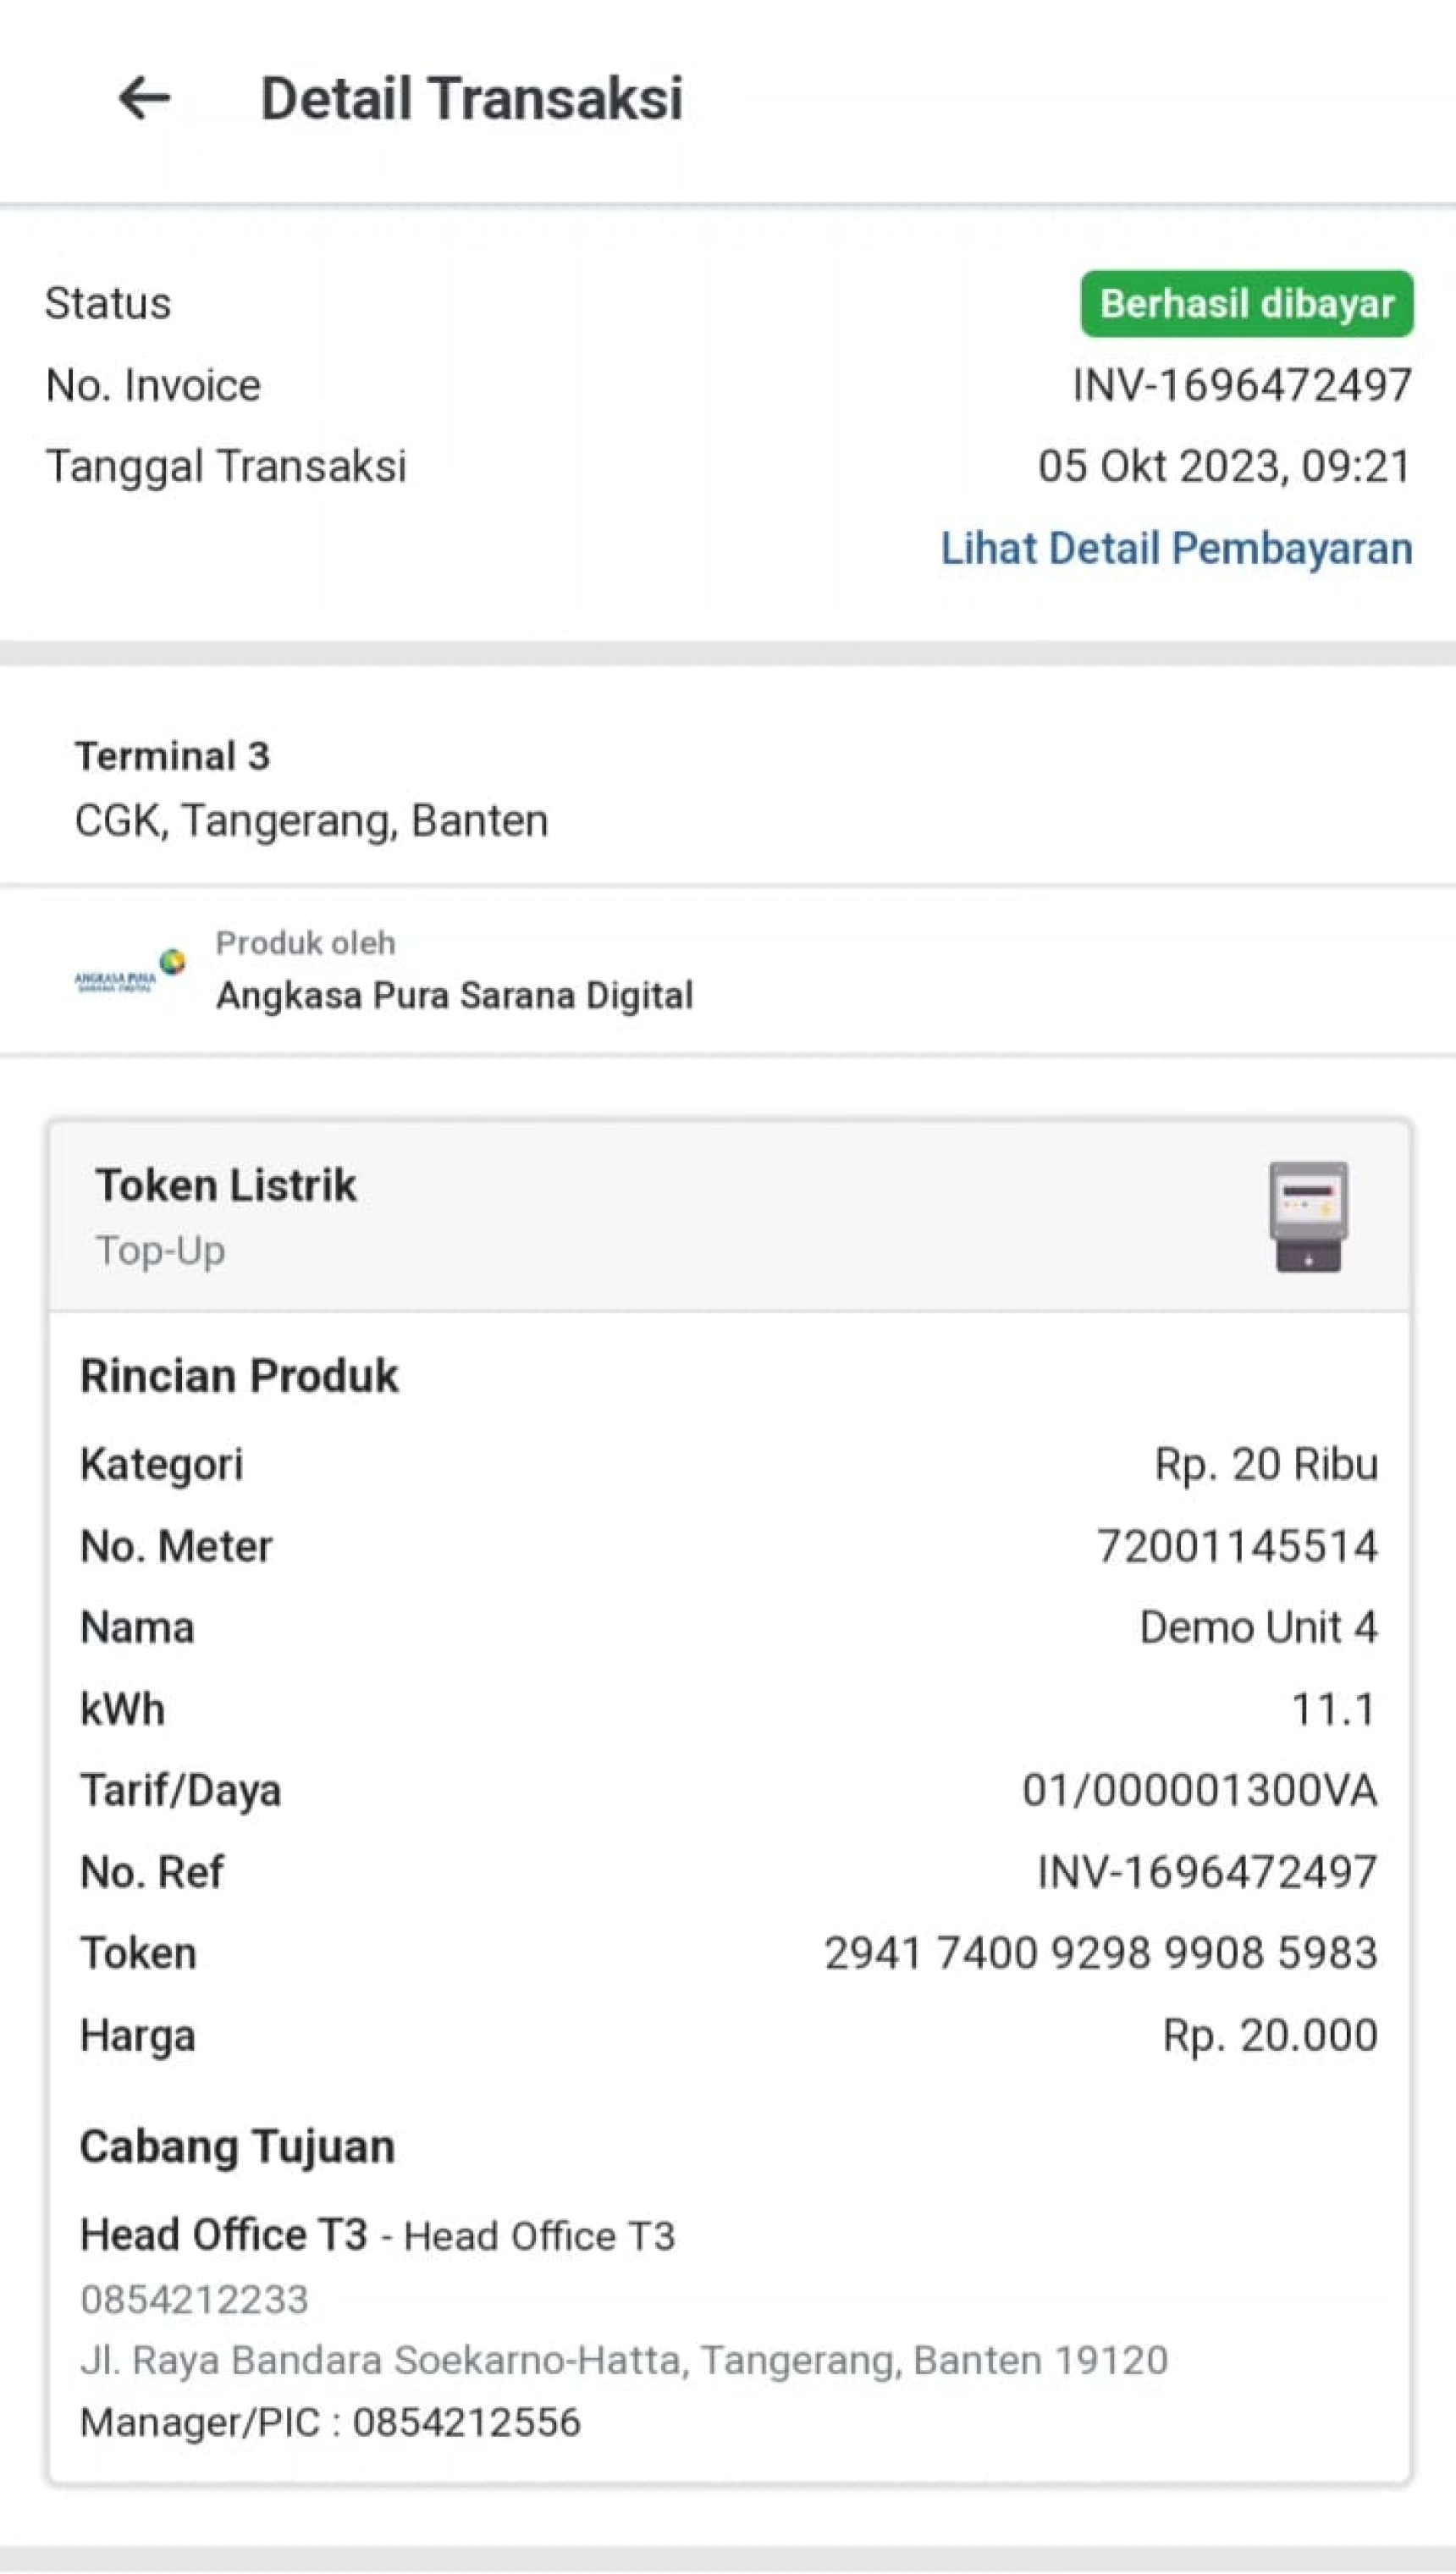 Detail Transaksi
Status Berhasil dibayar
No. Invoice INV-1696472497
Tanggal Transaksi 05 Okt 2023, 09:21
Lihat Detail Pembayaran
Terminal 3
CGK, Tangerang, Banten
ANGKASA PURA
SARANA DIGITAL
Produk oleh
Angkasa Pura Sarana Digital
Token Listrik
Top-Up
Rincian Produk
Kategori Rp. 20 Ribu
No. Meter 72001145514
Nama Demo Unit 4
kWh 11.1
Tarif/Daya 01/000001300VA
No. Ref INV-1696472497
Token 2941 7400 9298 9908 5983
Harga Rp. 20.000
Cabang Tujuan
Head Office T3 - Head Office T3
0854212233
Jl. Raya Bandara Soekarno-Hatta, Tangerang, Banten 19120
Manager/PIC : 0854212556